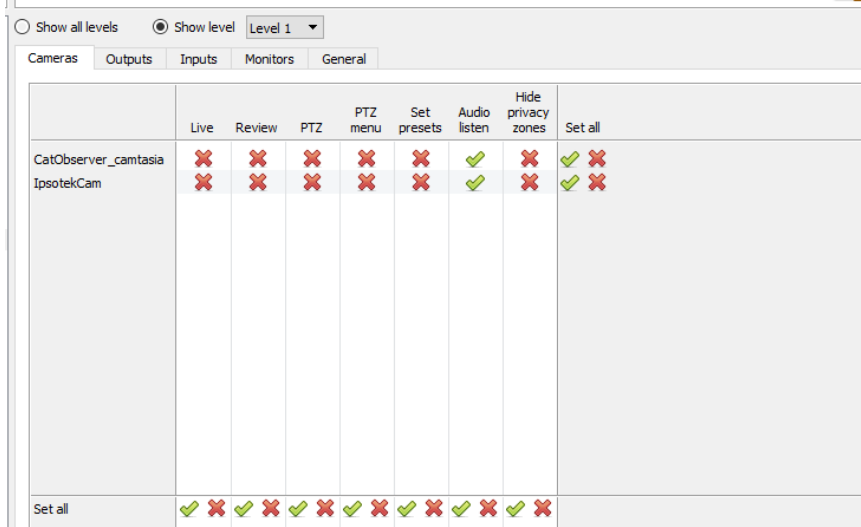 Show all levels Show level Level 1
Cameras Outputs Inputs Monitors General
Live Review PTZ PTZ menu Set presets Audio listen Hide privacy zones Set all
CatObserver_camtasia
IpsotekCam
Set all